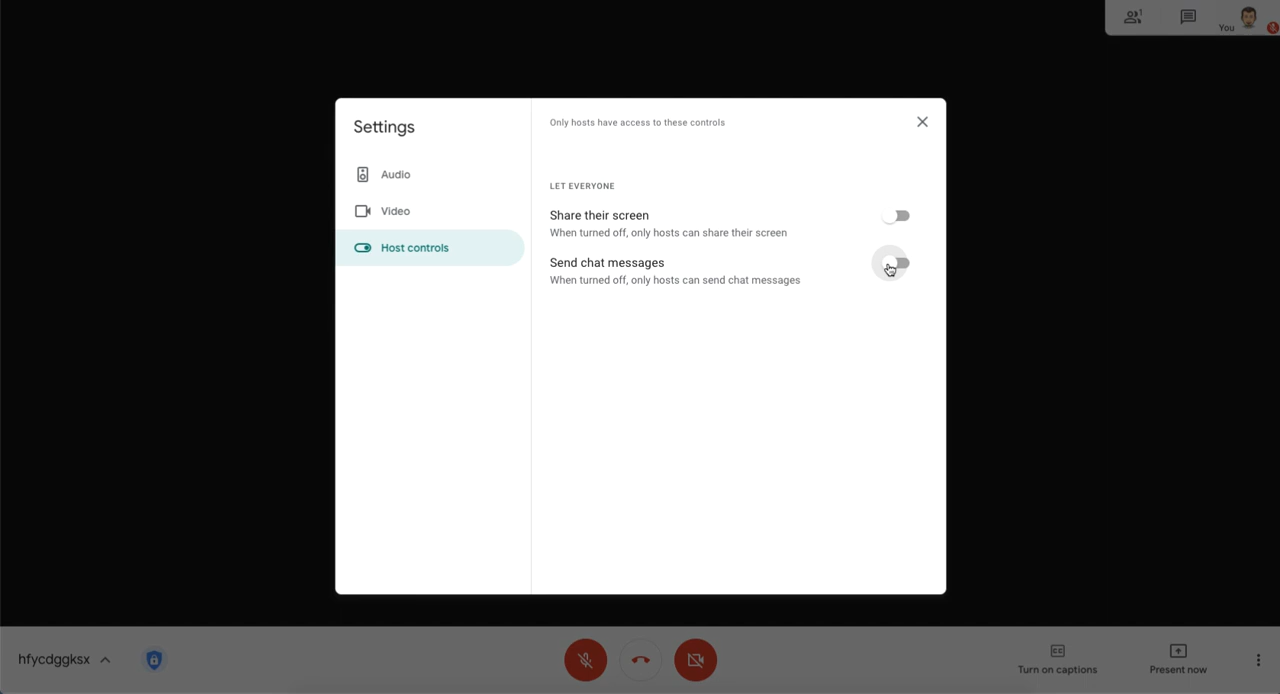 1
You
Settings
Only hosts have access to these controls
Audio
Video
Host controls
LET EVERYONE
Share their screen
When turned off, only hosts can share their screen
Send chat messages
When turned off, only hosts can send chat messages
hfycdggksx
CC
Turn on captions
Present now